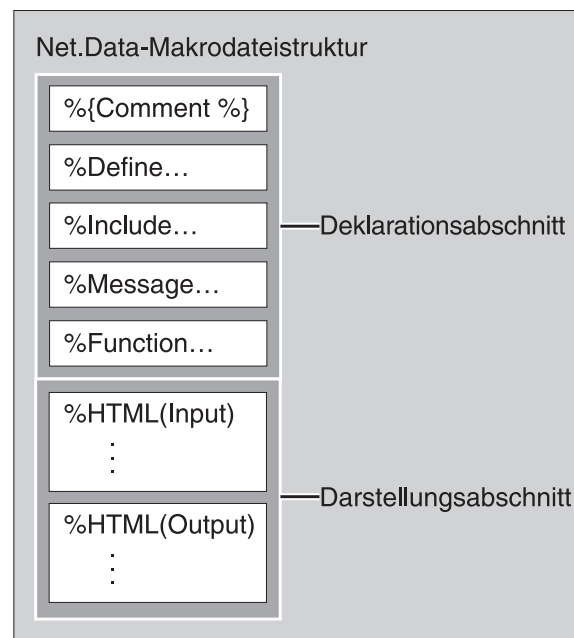 Net.Data-Makrodateistruktur
%{Comment %}
%Define…
%Include…
Deklarationsabschnitt
%Message…
%Function…
%HTML(Input)
⋮
Darstellungsabschnitt
%HTML(Output)
⋮